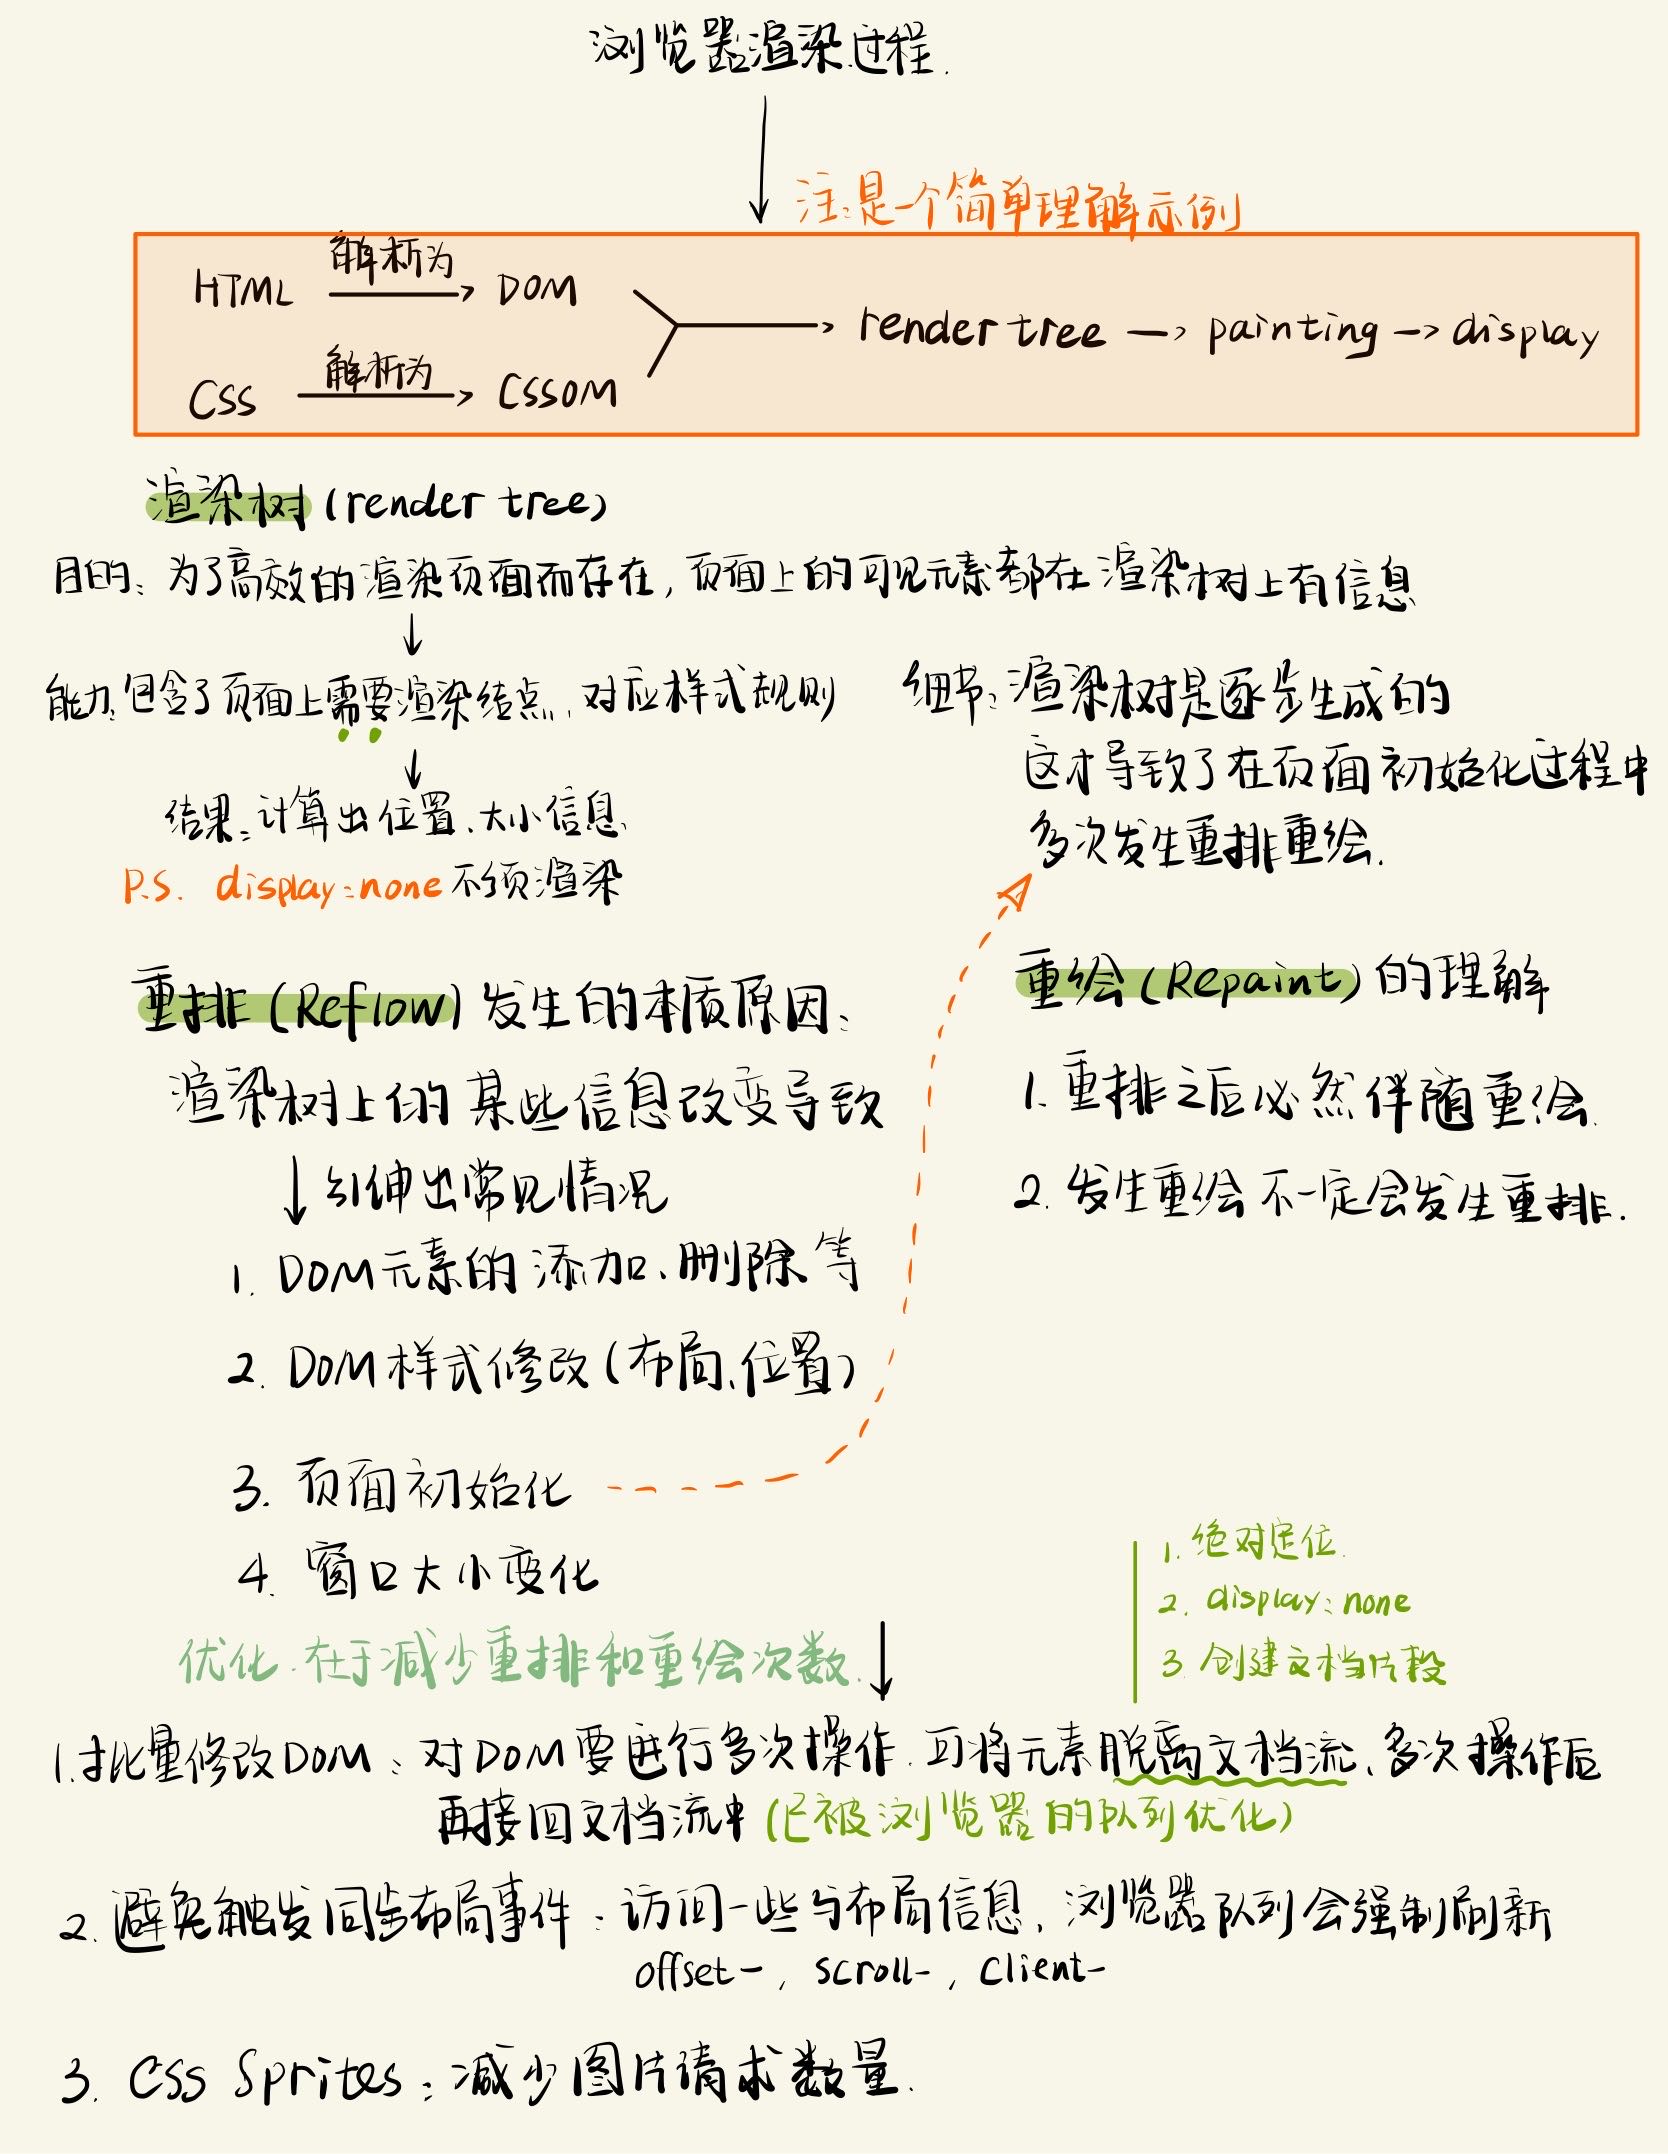 浏览器渲染过程.
注:是一个简单理解示例
HTML 解析为 DOM
CSS 解析为 CSSOM
render tree → painting → display
渲染树 (render tree)
目的: 为了高效的渲染页面而存在, 页面上的可见元素都在渲染树上有信息
能力: 包含了页面上需要渲染结点、对应样式规则
结果: 计算出位置、大小信息
P.S. display:none 不须渲染
细节: 渲染树是逐步生成的
这才导致了在页面初始化过程中
多次发生重排重绘.
重排 (Reflow) 发生的本质原因:
渲染树上的某些信息改变导致
↓ 引伸出常见情况
1. DOM元素的添加、删除等
2. DOM样式修改 (布局、位置)
3. 页面初始化
4. 窗口大小变化
重绘 (Repaint) 的理解
1. 重排之后必然伴随重绘.
2. 发生重绘不一定会发生重排.
优化:在于减少重排和重绘次数.
1. 绝对定位.
2. display:none
3. 创建文档片段
1.批量修改DOM: 对DOM要进行多次操作.可将元素脱离文档流、多次操作后
再接回文档流中 (已被浏览器的队列优化)
2. 避免触发同步布局事件: 访问一些与布局信息, 浏览器队列会强制刷新
offset-, scroll-, client-
3. CSS Sprites: 减少图片请求数量.